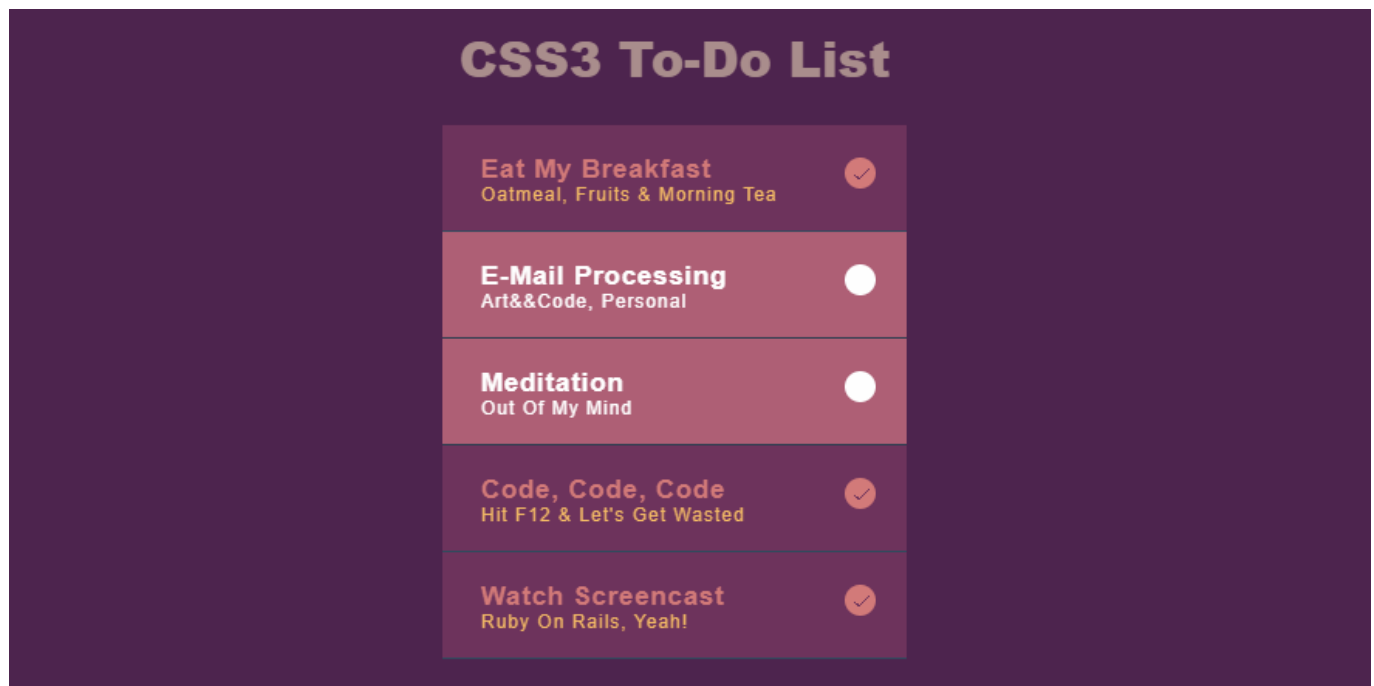 CSS3 To-Do List
Eat My Breakfast
Oatmeal, Fruits & Morning Tea
E-Mail Processing
Art&&Code, Personal
Meditation
Out Of My Mind
Code, Code, Code
Hit F12 & Let's Get Wasted
Watch Screencast
Ruby On Rails, Yeah!